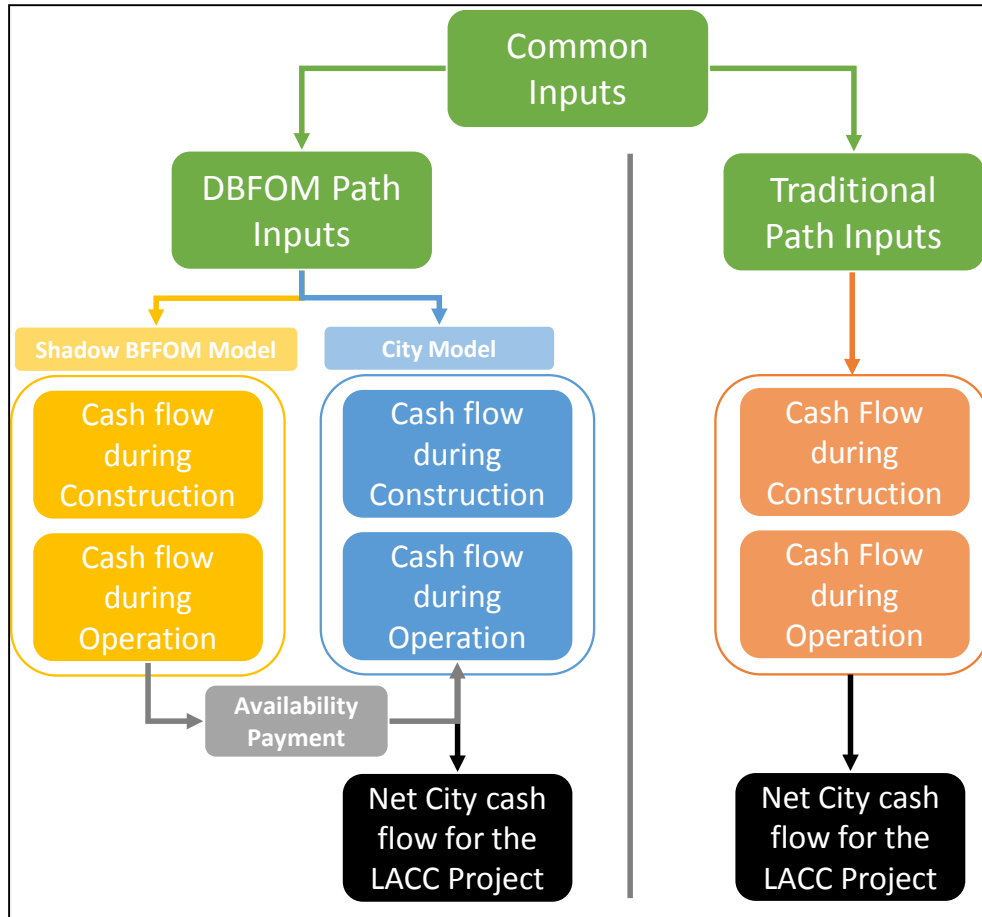 Common
Inputs
DBFOM Path
Inputs
Traditional
Path Inputs
Shadow BFFOM Model
City Model
Cash flow
during
Construction
Cash flow
during
Construction
Cash Flow
during
Construction
Cash flow
during
Operation
Cash flow
during
Operation
Cash Flow
during
Operation
Availability
Payment
Net City cash
flow for the
LACC Project
Net City cash
flow for the
LACC Project